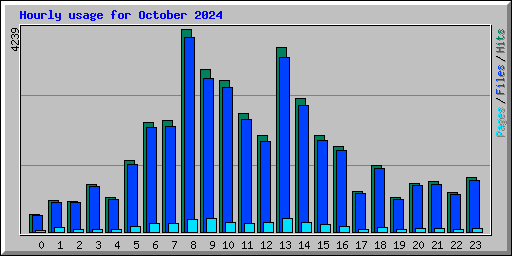 Hourly usage for October 2024
4239
Pages/Files/Hits
0 1 2 3 4 5 6 7 8 9 10 11 12 13 14 15 16 17 18 19 20 21 22 23